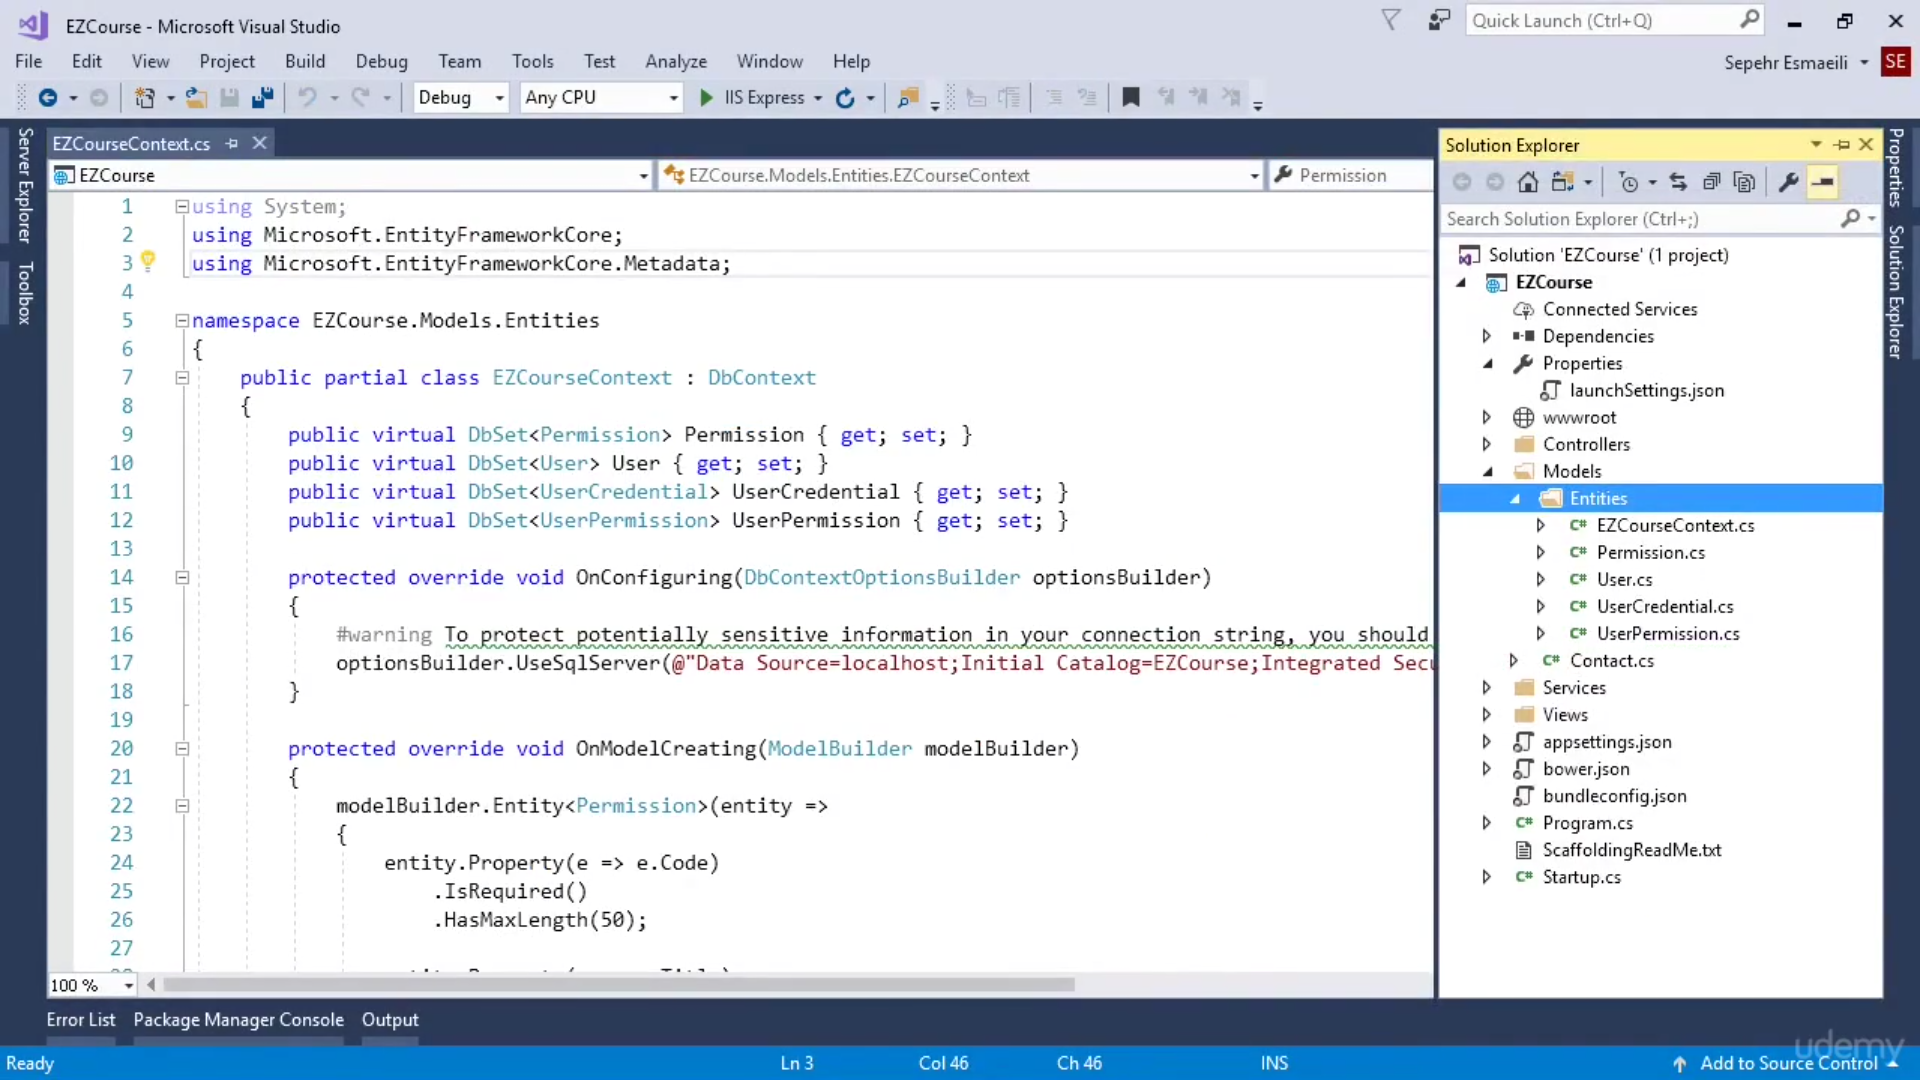 EZCourse - Microsoft Visual Studio
Quick Launch (Ctrl+Q)
File Edit View Project Build Debug Team Tools Test Analyze Window Help
Sepehr Esmaeili SE
Debug Any CPU IIS Express
Server Explorer
Toolbox
EZCourseContext.cs
EZCourse EZCourse.Models.Entities.EZCourseContext Permission
1 using System;
2 using Microsoft.EntityFrameworkCore;
3 using Microsoft.EntityFrameworkCore.Metadata;
4
5 namespace EZCourse.Models.Entities
6 {
7 public partial class EZCourseContext : DbContext
8 {
9 public virtual DbSet<Permission> Permission { get; set; }
10 public virtual DbSet<User> User { get; set; }
11 public virtual DbSet<UserCredential> UserCredential { get; set; }
12 public virtual DbSet<UserPermission> UserPermission { get; set; }
13
14 protected override void OnConfiguring(DbContextOptionsBuilder optionsBuilder)
15 {
16 #warning To protect potentially sensitive information in your connection string, you should
17 optionsBuilder.UseSqlServer(@"Data Source=localhost;Initial Catalog=EZCourse;Integrated Secu
18 }
19
20 protected override void OnModelCreating(ModelBuilder modelBuilder)
21 {
22 modelBuilder.Entity<Permission>(entity =>
23 {
24 entity.Property(e => e.Code)
25 .IsRequired()
26 .HasMaxLength(50);
27
100 %
Solution Explorer
Search Solution Explorer (Ctrl+;)
Solution 'EZCourse' (1 project)
EZCourse
Connected Services
Dependencies
Properties
launchSettings.json
wwwroot
Controllers
Models
Entities
EZCourseContext.cs
Permission.cs
User.cs
UserCredential.cs
UserPermission.cs
Contact.cs
Services
Views
appsettings.json
bower.json
bundleconfig.json
Program.cs
ScaffoldingReadMe.txt
Startup.cs
Properties
Solution Explorer
Error List Package Manager Console Output
Ready Ln 3 Col 46 Ch 46 INS Add to Source Control
udemy